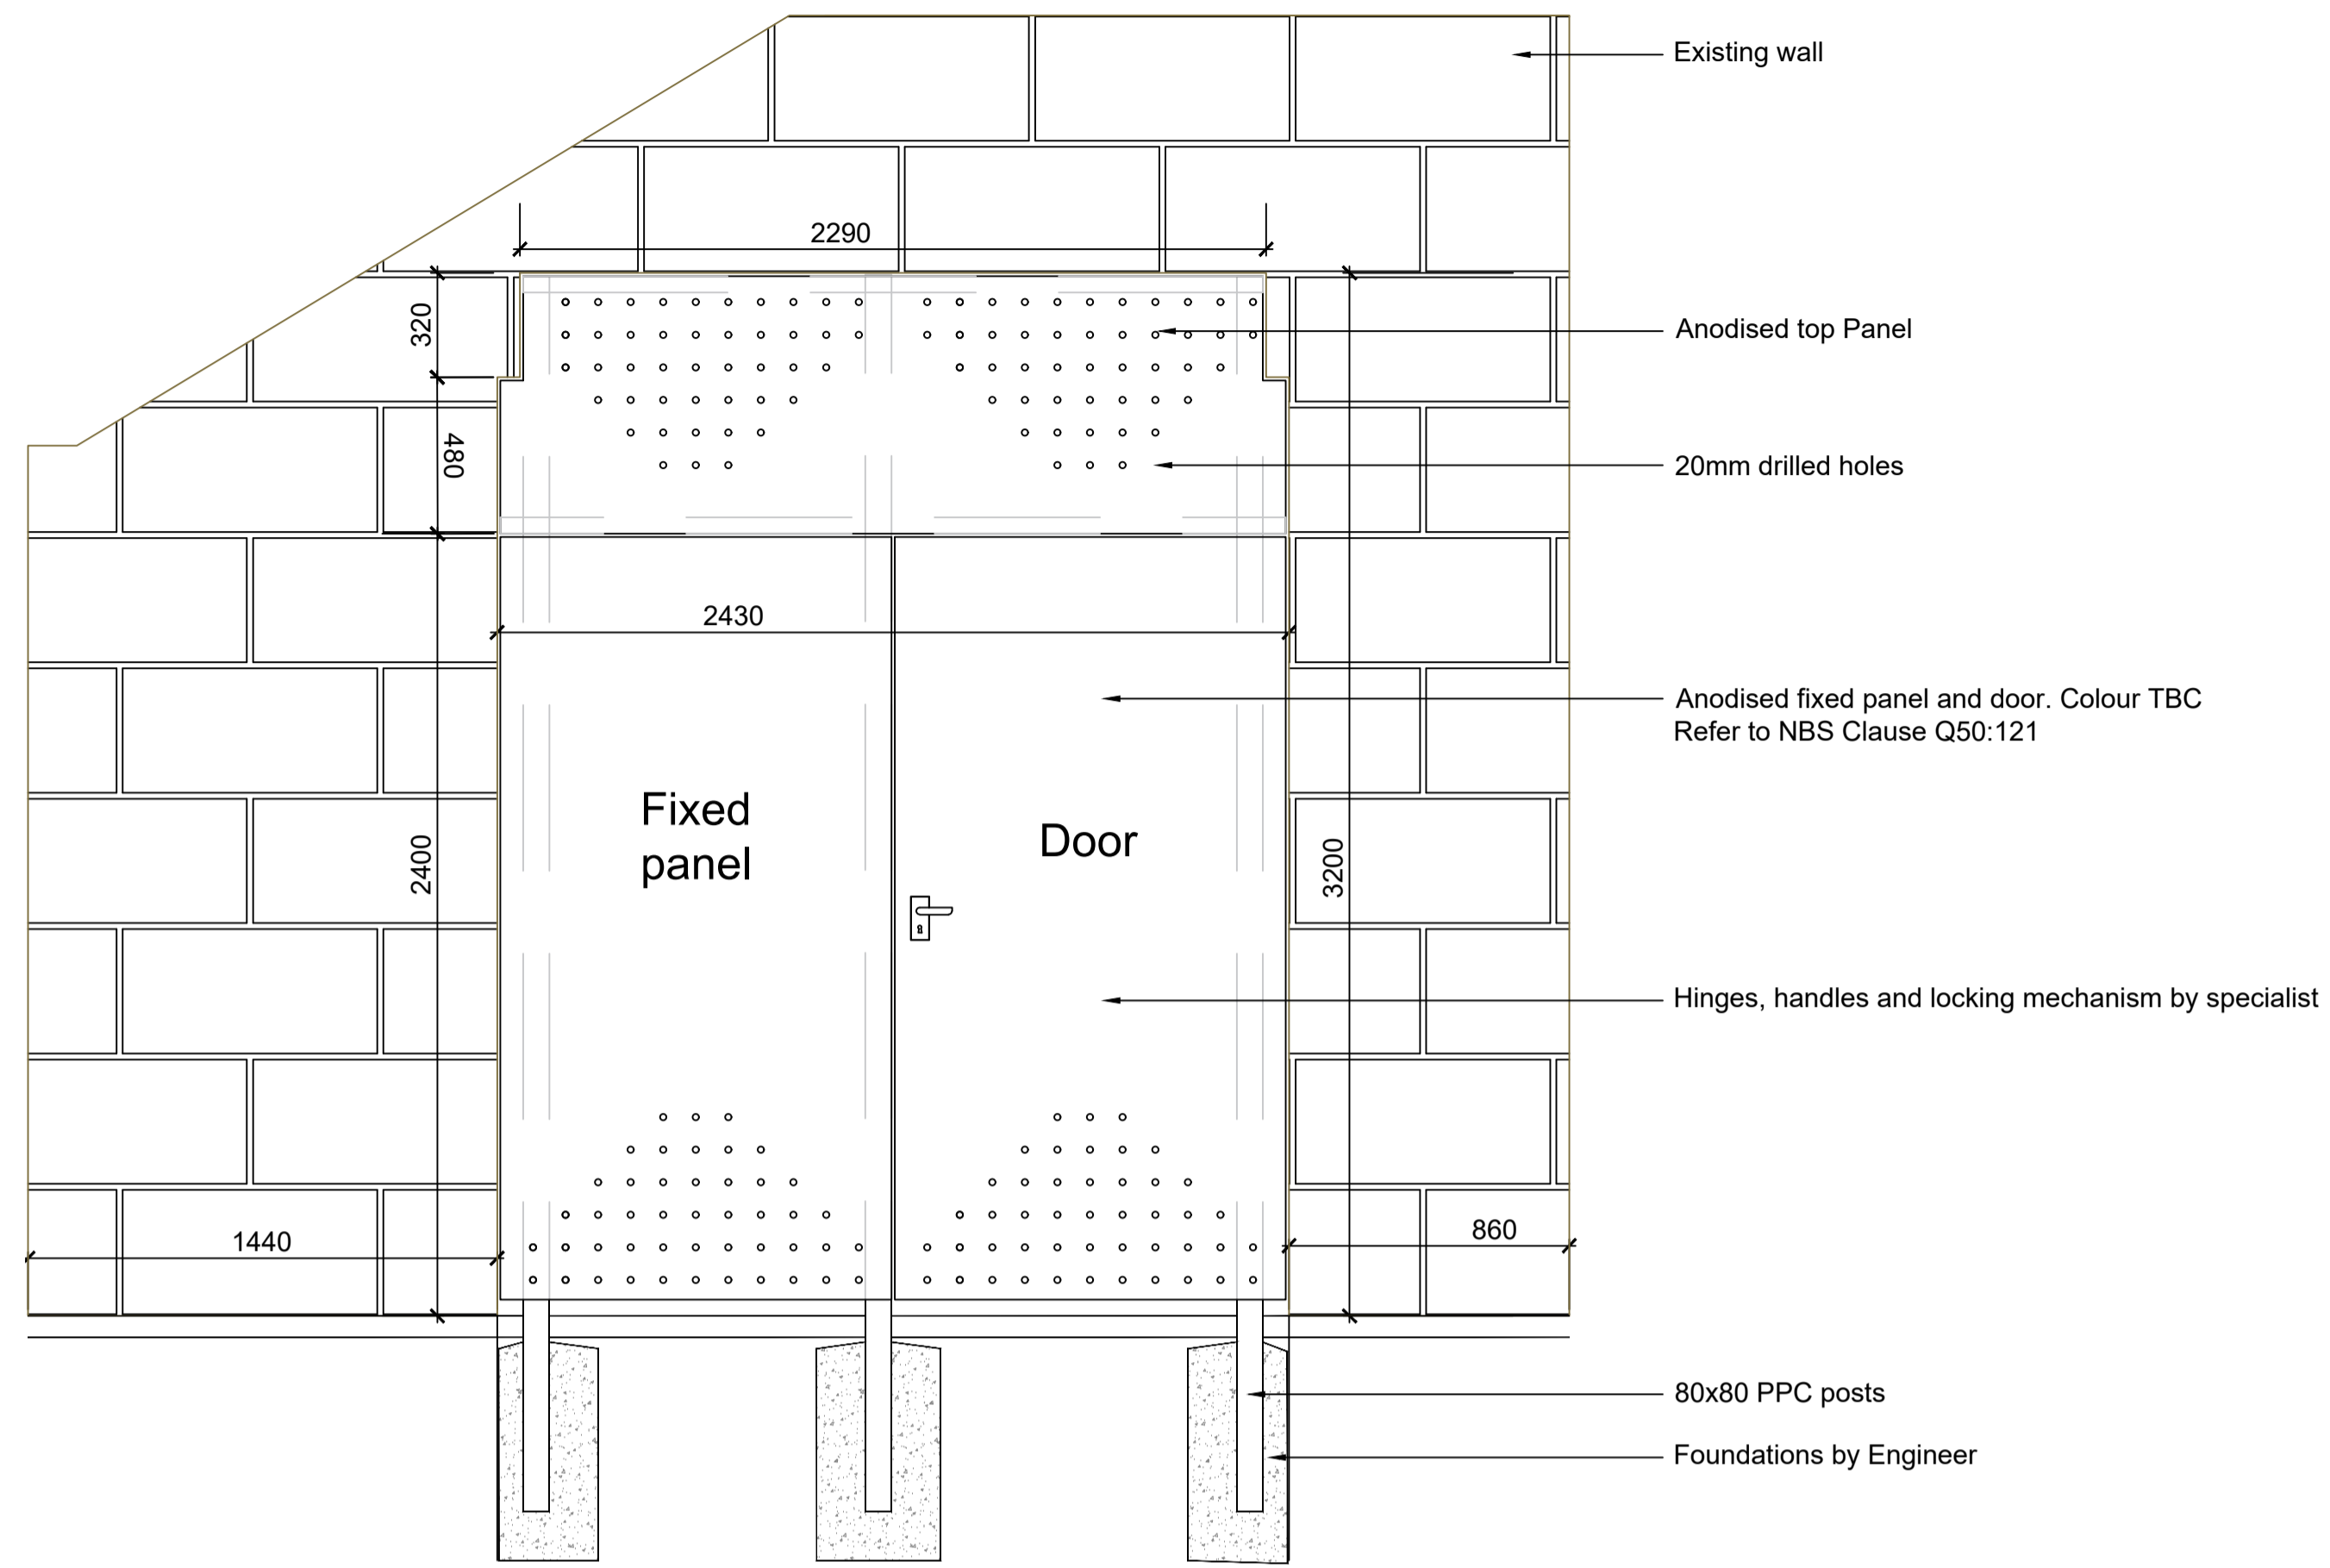 Existing wall
2290
320
Anodised top Panel
480
20mm drilled holes
2430
Anodised fixed panel and door. Colour TBC
Refer to NBS Clause Q50:121
Fixed
panel
Door
2400
3200
Hinges, handles and locking mechanism by specialist
1440
860
80x80 PPC posts
Foundations by Engineer